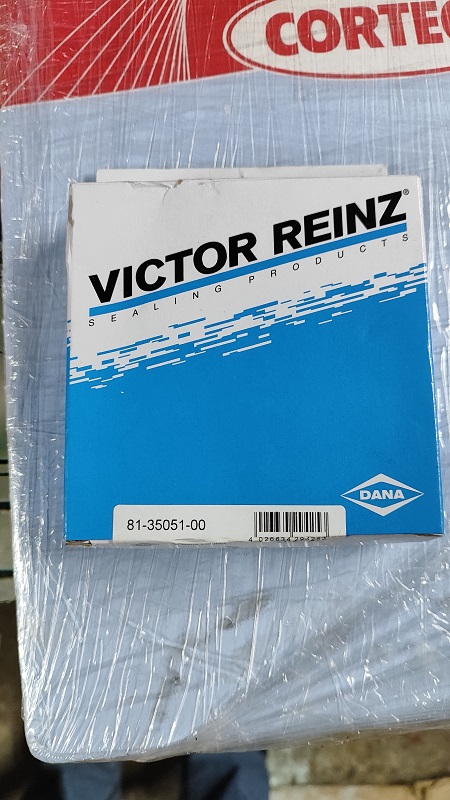 CORTEC
VICTOR REINZ®
SEALING PRODUCTS
DANA
81-35051-00